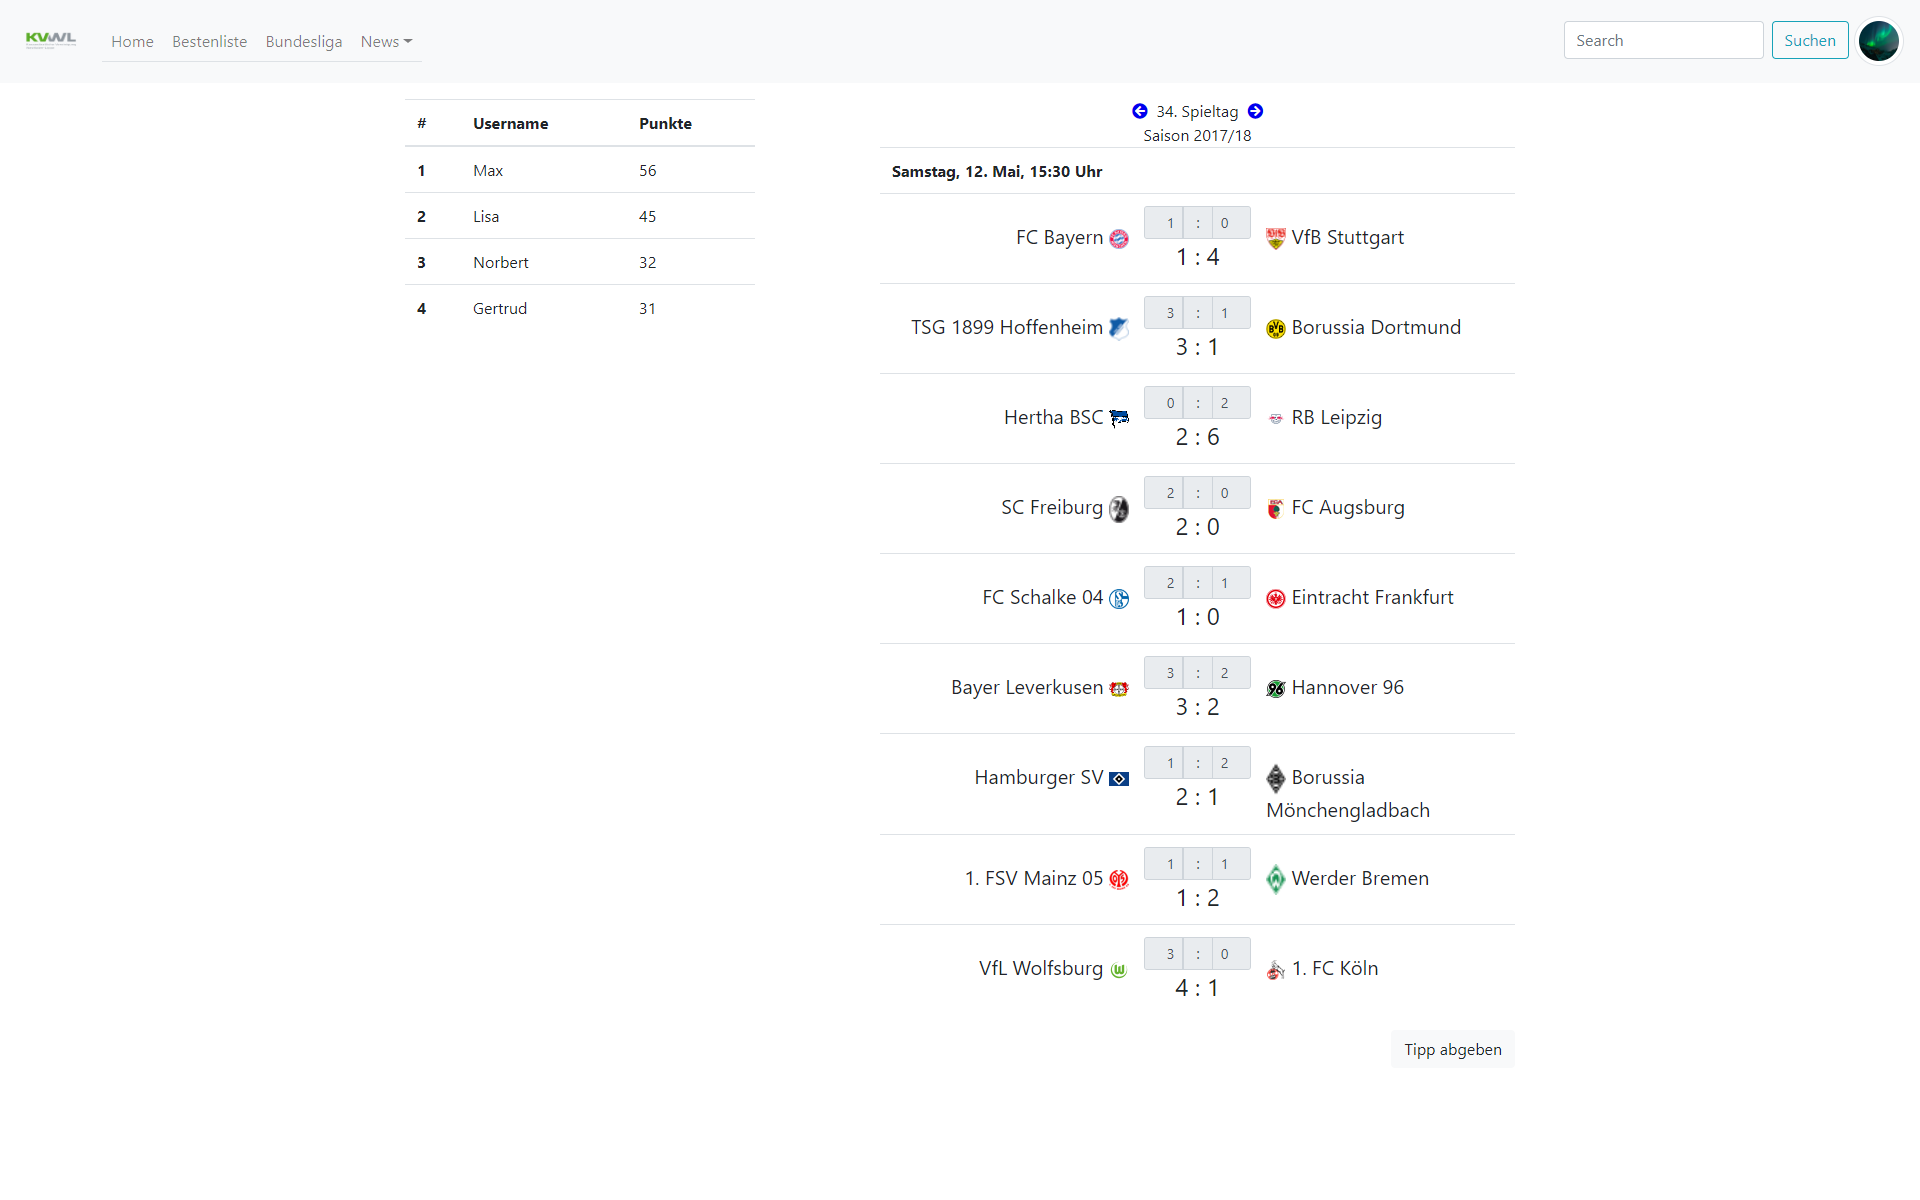 KVWL
Home Bestenliste Bundesliga News
Search
Suchen
# Username Punkte
1 Max 56
2 Lisa 45
3 Norbert 32
4 Gertrud 31
34. Spieltag
Saison 2017/18
Samstag, 12. Mai, 15:30 Uhr
1 : 0
FC Bayern VfB Stuttgart
1 : 4
3 : 1
TSG 1899 Hoffenheim Borussia Dortmund
3 : 1
0 : 2
Hertha BSC RB Leipzig
2 : 6
2 : 0
SC Freiburg FC Augsburg
2 : 0
2 : 1
FC Schalke 04 Eintracht Frankfurt
1 : 0
3 : 2
Bayer Leverkusen Hannover 96
3 : 2
1 : 2
Hamburger SV Borussia
2 : 1
Mönchengladbach
1 : 1
1. FSV Mainz 05 Werder Bremen
1 : 2
3 : 0
VfL Wolfsburg 1. FC Köln
4 : 1
Tipp abgeben